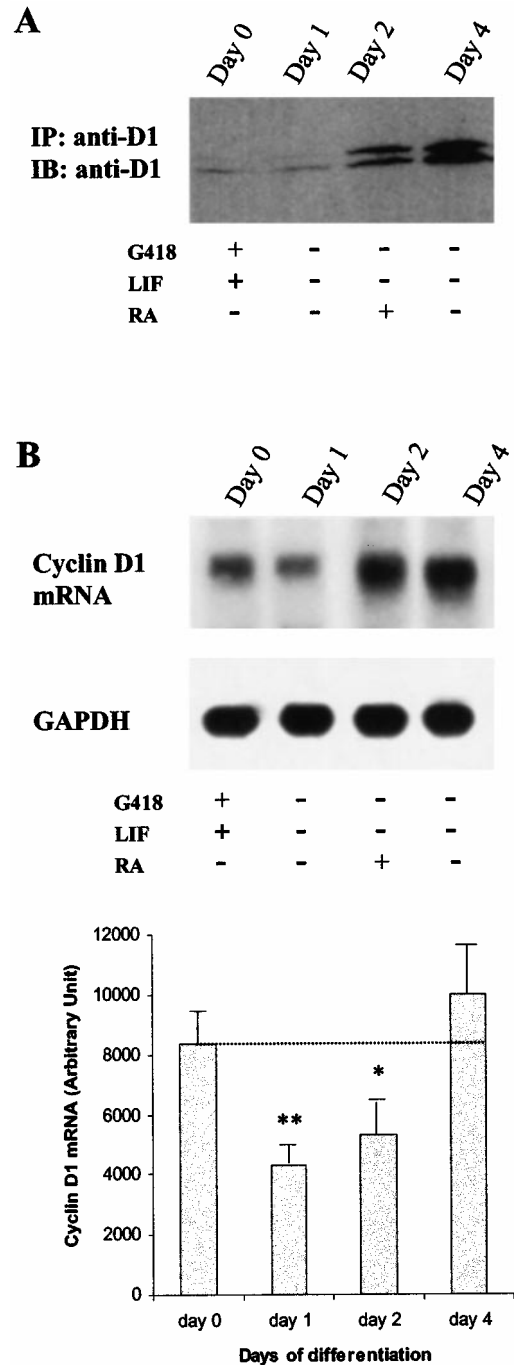 A
Day 0 Day 1 Day 2 Day 4
IP: anti-D1
IB: anti-D1
G418 + - - -
LIF + - - -
RA - - + -
B
Day 0 Day 1 Day 2 Day 4
Cyclin D1
mRNA
GAPDH
G418 + - - -
LIF + - - -
RA - - + -
12000
10000
8000
6000
4000
2000
0
Cyclin D1 mRNA (Arbitrary Unit)
** *
day 0 day 1 day 2 day 4
Days of differentiation